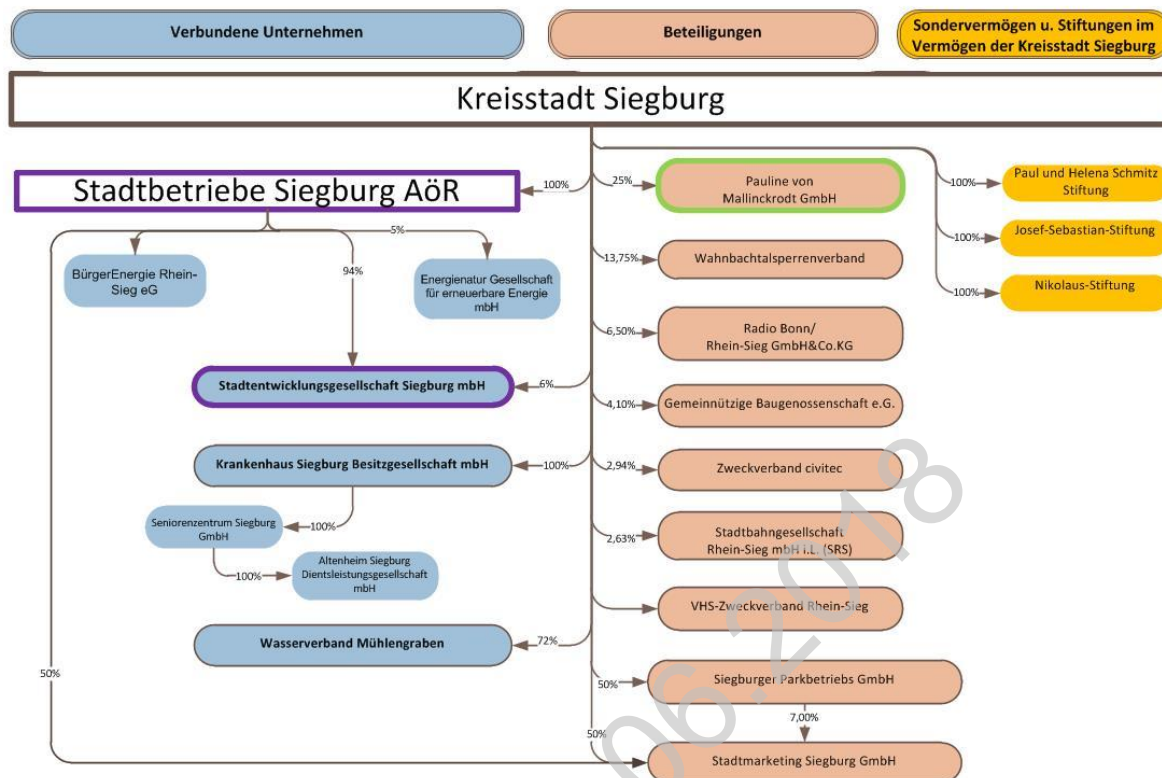 Verbundene Unternehmen
Beteiligungen
Sondervermögen u. Stiftungen im
Vermögen der Kreisstadt Siegburg
Kreisstadt Siegburg
Stadtbetriebe Siegburg AöR
100%
25%
Pauline von
Mallinckrodt GmbH
100%
Paul und Helena Schmitz
Stiftung
5%
100%
Josef-Sebastian-Stiftung
BürgerEnergie Rhein-
Sieg eG
94%
Energienatur Gesellschaft
für erneuerbare Energie
mbH
13,75%
Wahnbachtalsperrenverband
100%
Nikolaus-Stiftung
6,50%
Radio Bonn/
Rhein-Sieg GmbH&Co.KG
Stadtentwicklungsgesellschaft Siegburg mbH
6%
4,10%
Gemeinnützige Baugenossenschaft e.G.
Krankenhaus Siegburg Besitzgesellschaft mbH
100%
2,94%
Zweckverband civitec
Seniorenzentrum Siegburg
GmbH
100%
2,63%
Stadtbahngesellschaft
Rhein-Sieg mbH i.L. (SRS)
100%
Altenheim Siegburg
Dientsleistungsgesellschaft
mbH
VHS-Zweckverband Rhein-Sieg
Wasserverband Mühlengraben
72%
50%
50%
Siegburger Parkbetriebs GmbH
7,00%
50%
Stadtmarketing Siegburg GmbH
06.2018